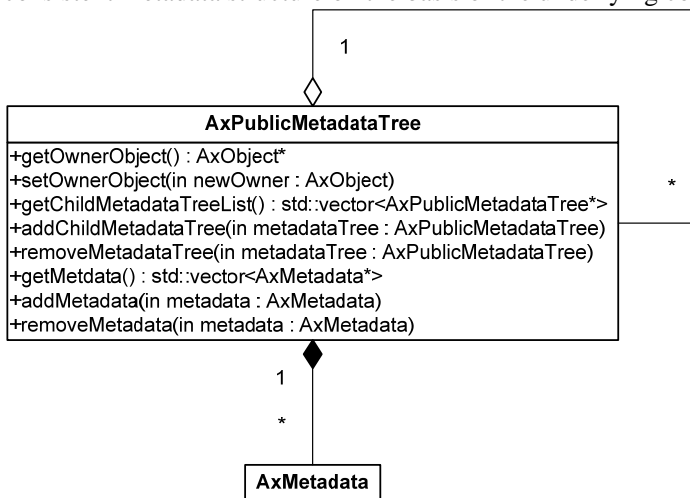 1
AxPublicMetadataTree
+getOwnerObject() : AxObject*
+setOwnerObject(in newOwner : AxObject)
+getChildMetadataTreeList() : std::vector<AxPublicMetadataTree*>
+addChildMetadataTree(in metadataTree : AxPublicMetadataTree)
+removeMetadataTree(in metadataTree : AxPublicMetadataTree)
+getMetdata() : std::vector<AxMetadata*>
+addMetadata(in metadata : AxMetadata)
+removeMetadata(in metadata : AxMetadata)
*
1
*
AxMetadata